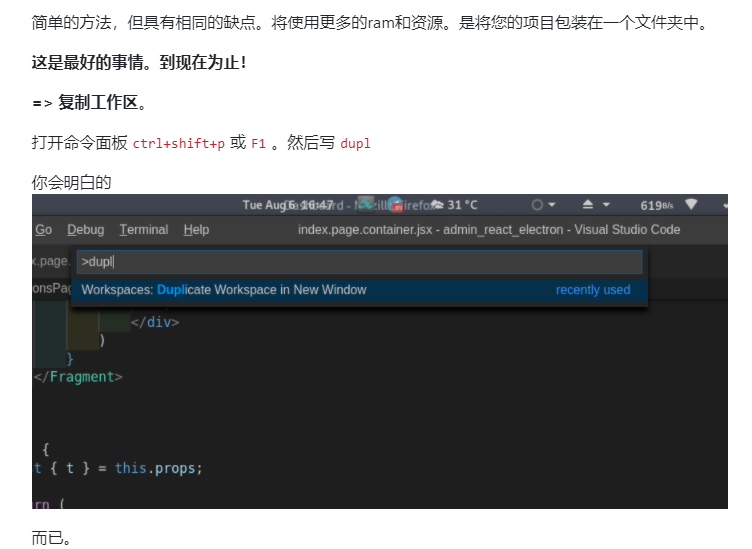 简单的方法，但具有相同的缺点。将使用更多的ram和资源。是将您的项目包装在一个文件夹中。
这是最好的事情。到现在为止！
=> 复制工作区。
打开命令面板 ctrl+shift+p 或 F1 。然后写 dupl
你会明白的
Tue Aug 6, 16:47 31 °C 619B/s
Go Debug Terminal Help index.page.container.jsx - admin_react_electron - Visual Studio Code
x.page. >dupl
onsPag Workspaces: Duplicate Workspace in New Window recently used
</div>
)
}
</Fragment>
{
t { t } = this.props;
rn (
而已。